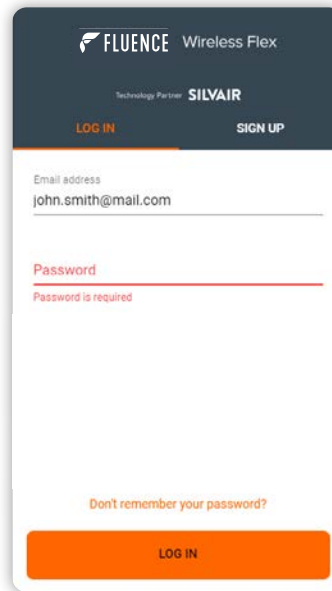 FLUENCE Wireless Flex
Technology Partner SILVAIR
LOG IN SIGN UP
Email address
john.smith@mail.com
Password
Password is required
Don't remember your password?
LOG IN